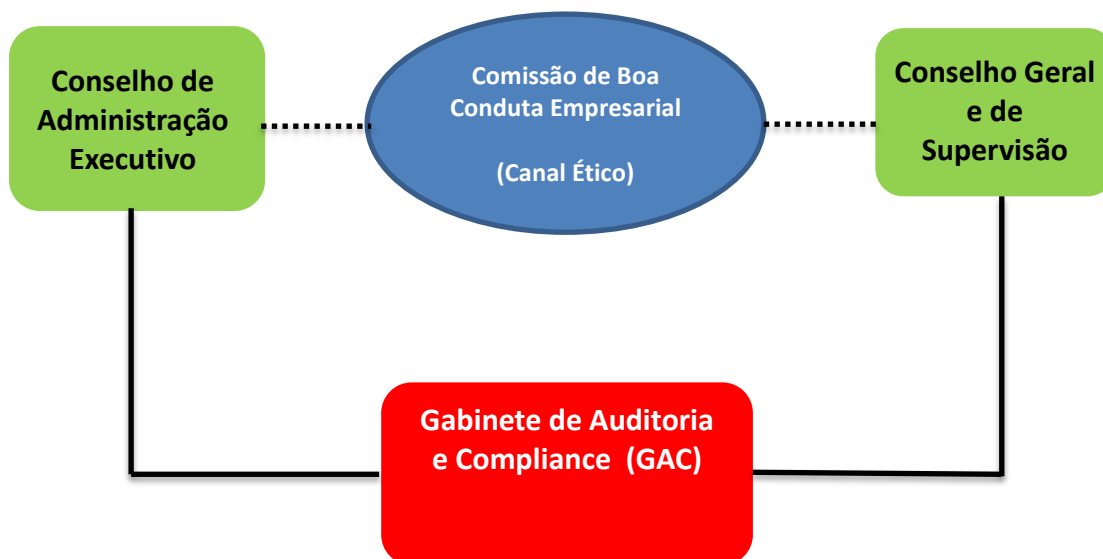 Conselho de
Administração
Executivo
Comissão de Boa
Conduta Empresarial
(Canal Ético)
Conselho Geral
e de
Supervisão
Gabinete de Auditoria
e Compliance (GAC)